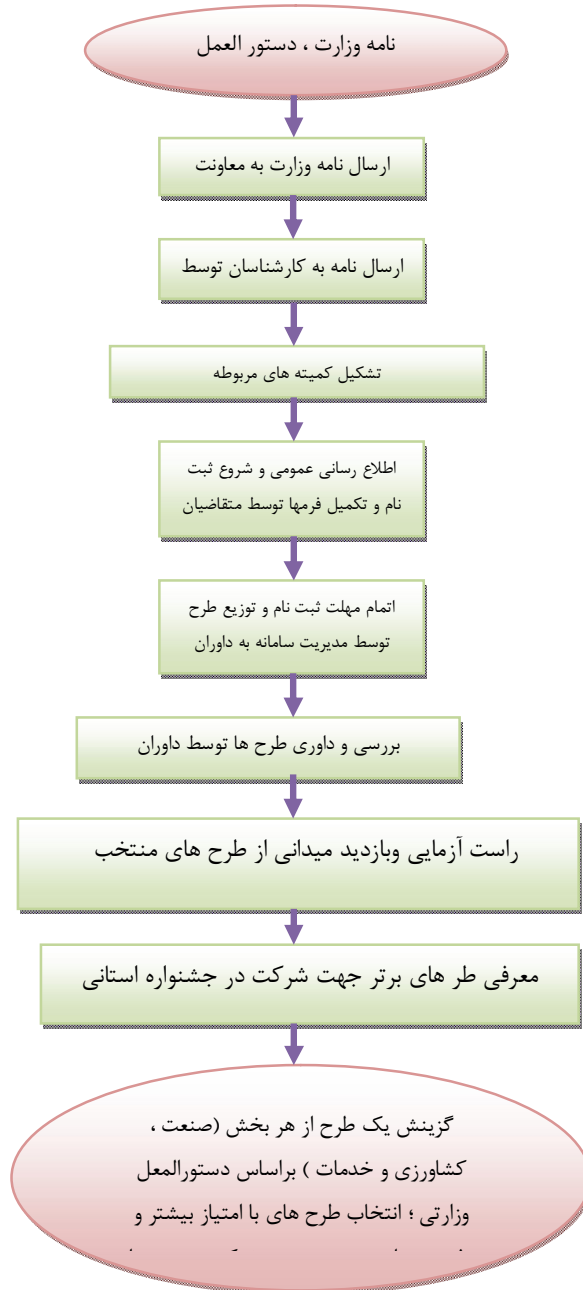 نامه وزارت ، دستور العمل
ارسال نامه وزارت به معاونت
ارسال نامه به کارشناسان توسط
تشکیل کمیته های مربوطه
اطلاع رسانی عمومی و شروع ثبت
نام و تکمیل فرمها توسط متقاضیان
اتمام مهلت ثبت نام و توزیع طرح
توسط مدیریت سامانه به داوران
بررسی و داوری طرح ها توسط داوران
راست آزمایی وبازدید میدانی از طرح های منتخب
معرفی طر های برتر جهت شرکت در جشنواره استانی
گزینش یک طرح از هر بخش (صنعت ،
کشاورزی و خدمات ) براساس دستورالمعل
وزارتی ؛ انتخاب طرح های با امتیاز بیشتر و